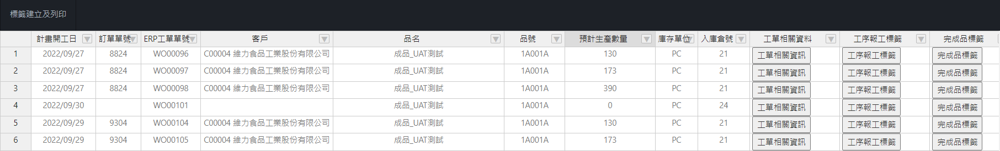 標籤建立及列印
計畫開工日 訂單單號 ERP工單單號 客戶 品名 品號 預計生產數量 庫存單位 入庫倉號 工單相關資料 工序報工標籤 完成品標籤
1 2022/09/27 8824 WO00096 C00004 維力食品工業股份有限公司 成品_UAT測試 1A001A 130 PC 21 工單相關資訊 工序報工標籤 完成品標籤
2 2022/09/27 8824 WO00097 C00004 維力食品工業股份有限公司 成品_UAT測試 1A001A 173 PC 21 工單相關資訊 工序報工標籤 完成品標籤
3 2022/09/27 8824 WO00098 C00004 維力食品工業股份有限公司 成品_UAT測試 1A001A 390 PC 21 工單相關資訊 工序報工標籤 完成品標籤
4 2022/09/30 WO00101 成品_UAT測試 1A001A 0 PC 24 工單相關資訊 工序報工標籤 完成品標籤
5 2022/09/29 9304 WO00104 C00004 維力食品工業股份有限公司 成品_UAT測試 1A001A 130 PC 21 工單相關資訊 工序報工標籤 完成品標籤
6 2022/09/29 9304 WO00105 C00004 維力食品工業股份有限公司 成品_UAT測試 1A001A 173 PC 21 工單相關資訊 工序報工標籤 完成品標籤